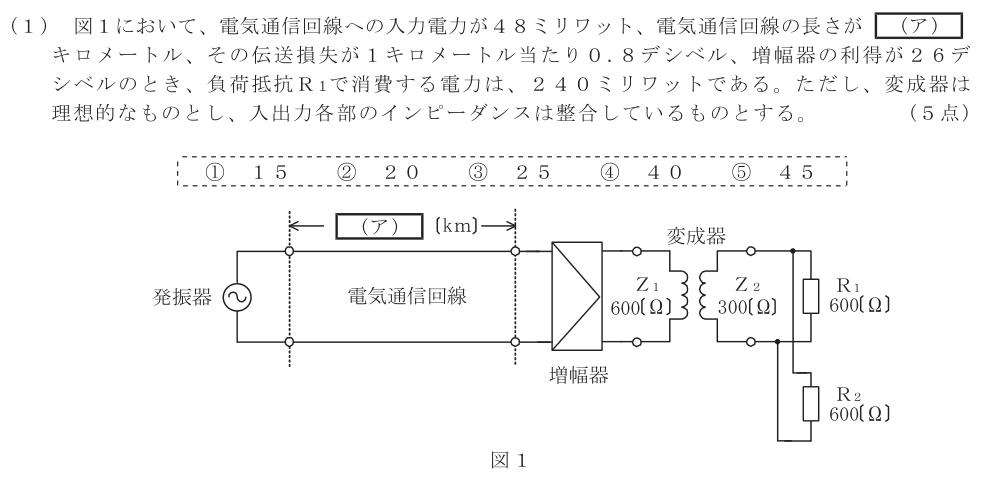 (1) 図1において、電気通信回線への入力電力が48ミリワット、電気通信回線の長さが (ア)
キロメートル、その伝送損失が1キロメートル当たり0.8デシベル、増幅器の利得が26デ
シベルのとき、負荷抵抗R1で消費する電力は、240ミリワットである。ただし、変成器は
理想的なものとし、入出力各部のインピーダンスは整合しているものとする。 (5点)
① 15 ② 20 ③ 25 ④ 40 ⑤ 45
(ア) 〔km〕
変成器
発振器
電気通信回線
Z1
600〔Ω〕
Z2
300〔Ω〕
R1
600〔Ω〕
増幅器
R2
600〔Ω〕
図1